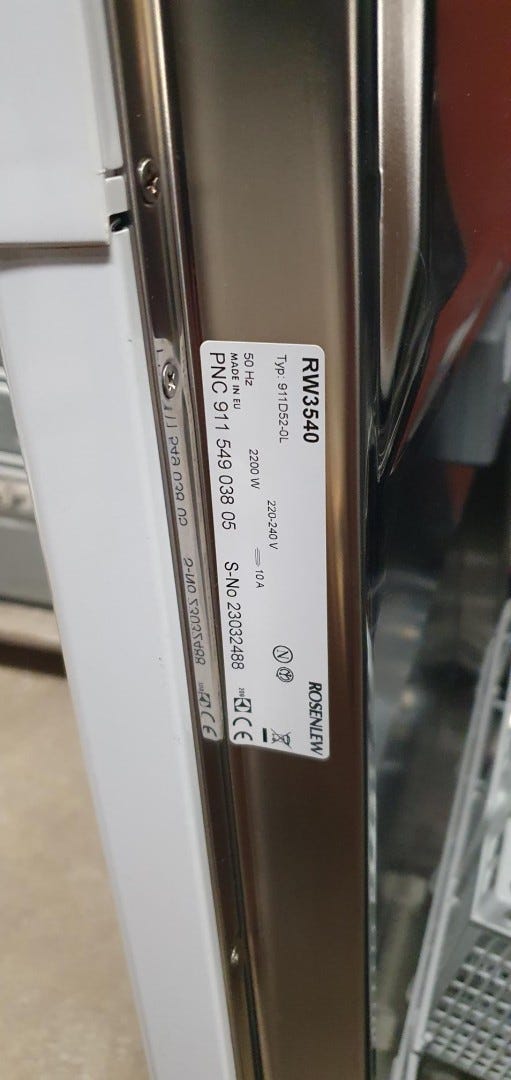 RW3540
ROSENLEW
Typ: 911D52-0L
220-240 V
10 A
50 Hz
2200 W
MADE IN EU
PNC 911 549 038 05
S-No 23032488
N
CE